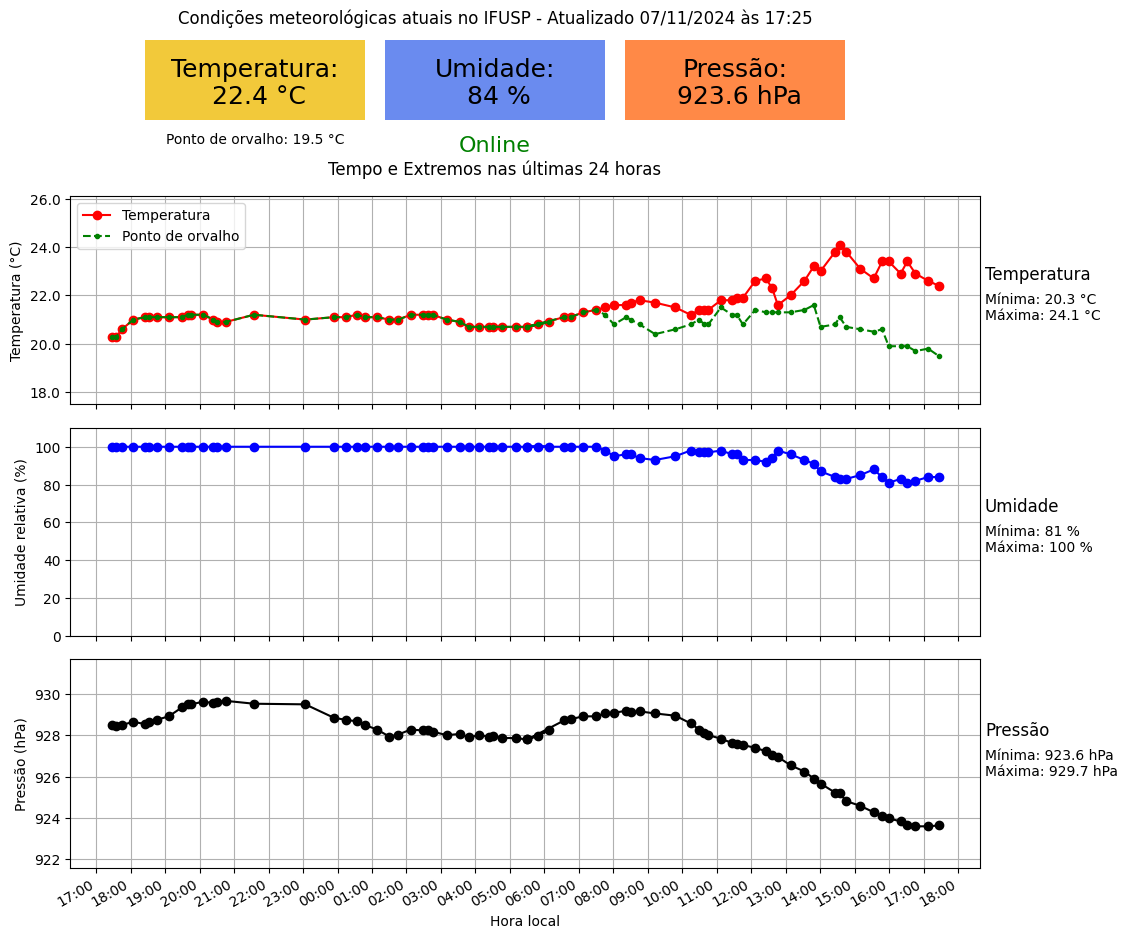 Condições meteorológicas atuais no IFUSP - Atualizado 07/11/2024 às 17:25
Temperatura:
22.4 °C
Umidade:
84 %
Pressão:
923.6 hPa
Ponto de orvalho: 19.5 °C
Online
Tempo e Extremos nas últimas 24 horas
Temperatura (°C)
26.0
24.0
22.0
20.0
18.0
Temperatura
Ponto de orvalho
Temperatura
Mínima: 20.3 °C
Máxima: 24.1 °C
Umidade relativa (%)
100
80
60
40
20
0
Umidade
Mínima: 81 %
Máxima: 100 %
Pressão (hPa)
930
928
926
924
922
Pressão
Mínima: 923.6 hPa
Máxima: 929.7 hPa
17:00 18:00 19:00 20:00 21:00 22:00 23:00 00:00 01:00 02:00 03:00 04:00 05:00 06:00 07:00 08:00 09:00 10:00 11:00 12:00 13:00 14:00 15:00 16:00 17:00 18:00
Hora local